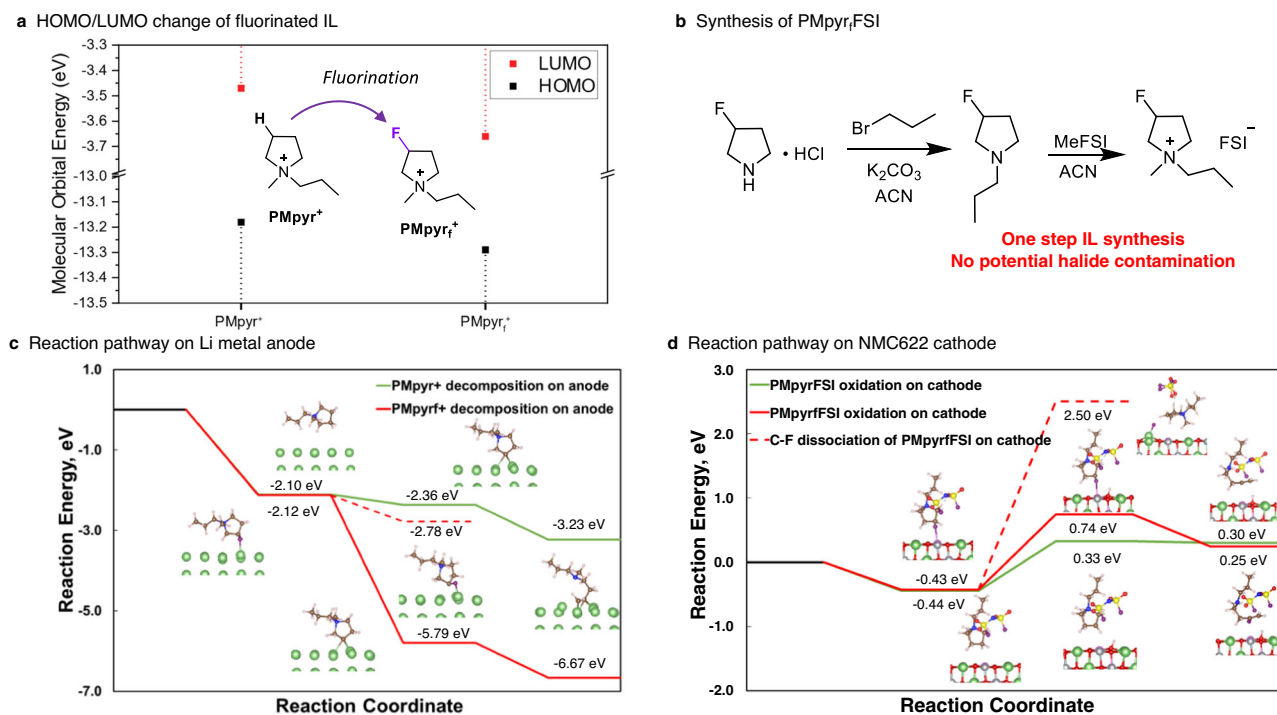 a HOMO/LUMO change of fluorinated IL
Molecular Orbital Energy (eV)
-3.3
-3.4
-3.5
-3.6
-3.7
-13.0
-13.1
-13.2
-13.3
-13.4
-13.5
LUMO
HOMO
Fluorination
H
N
+
PMpyr⁺
F
N
+
PMpyr_f⁺
PMpyr⁺
PMpyr_f⁺
b Synthesis of PMpyr_fFSI
F
N
H
• HCl
Br
K₂CO₃
ACN
F
N
MeFSI
ACN
F
N
+
FSI⁻
One step IL synthesis
No potential halide contamination
c Reaction pathway on Li metal anode
Reaction Energy, eV
1.0
-1.0
-3.0
-5.0
-7.0
PMpyr+ decomposition on anode
PMpyrf+ decomposition on anode
-2.10 eV
-2.12 eV
-2.36 eV
-2.78 eV
-3.23 eV
-5.79 eV
-6.67 eV
Reaction Coordinate
d Reaction pathway on NMC622 cathode
Reaction Energy, eV
3.0
2.0
1.0
0.0
-1.0
-2.0
PMpyrFSI oxidation on cathode
PMpyrfFSI oxidation on cathode
C-F dissociation of PMpyrfFSI on cathode
2.50 eV
-0.43 eV
-0.44 eV
0.74 eV
0.33 eV
0.30 eV
0.25 eV
Reaction Coordinate